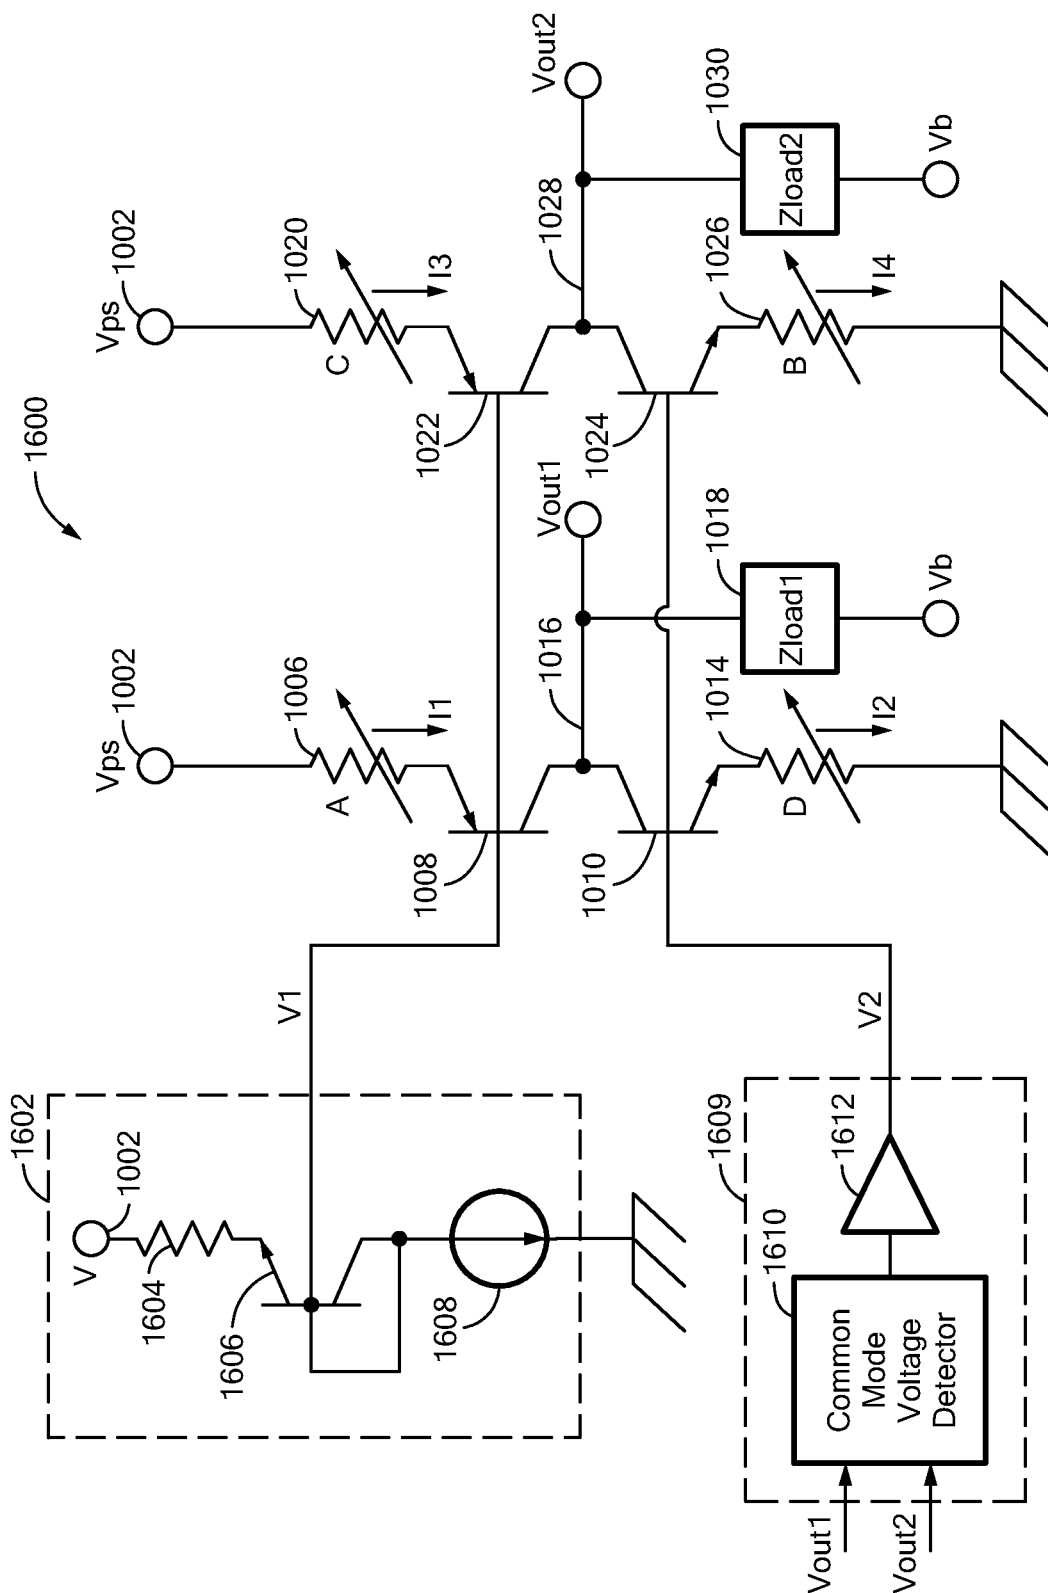 1600
Vps
1002
A
1006
I1
1008
1010
1016
Vout1
1018
Zload1
Vb
1014
D
I2
Vps
1002
C
1020
I3
1022
1024
1028
Vout2
1030
Zload2
Vb
1026
B
I4
1602
V
1002
1604
1606
1608
V1
1609
1610
1612
Common
Mode
Voltage
Detector
Vout1
Vout2
V2